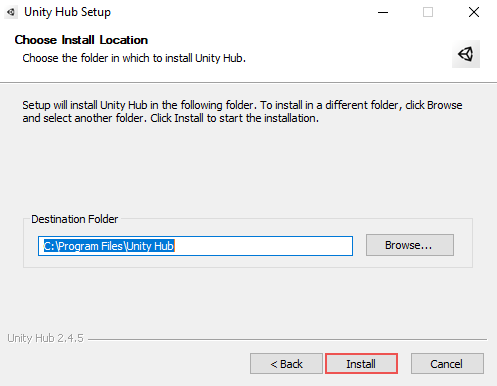 Unity Hub Setup
Choose Install Location
Choose the folder in which to install Unity Hub.
Setup will install Unity Hub in the following folder. To install in a different folder, click Browse
and select another folder. Click Install to start the installation.
Destination Folder
C:\Program Files\Unity Hub
Browse...
Unity Hub 2.4.5
< Back
Install
Cancel